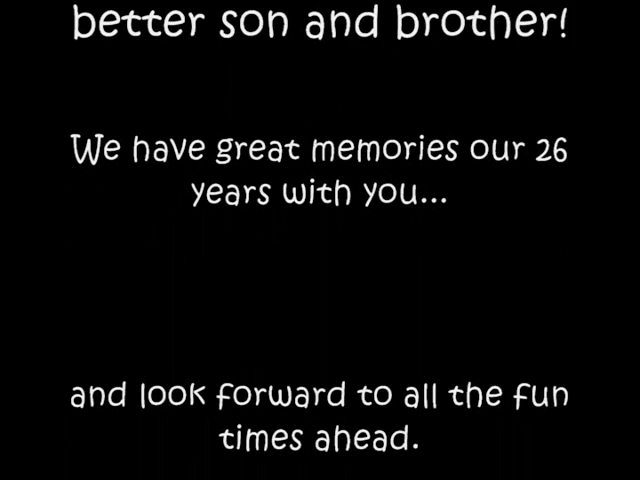 better son and brother!
We have great memories our 26
years with you...
and look forward to all the fun
times ahead.